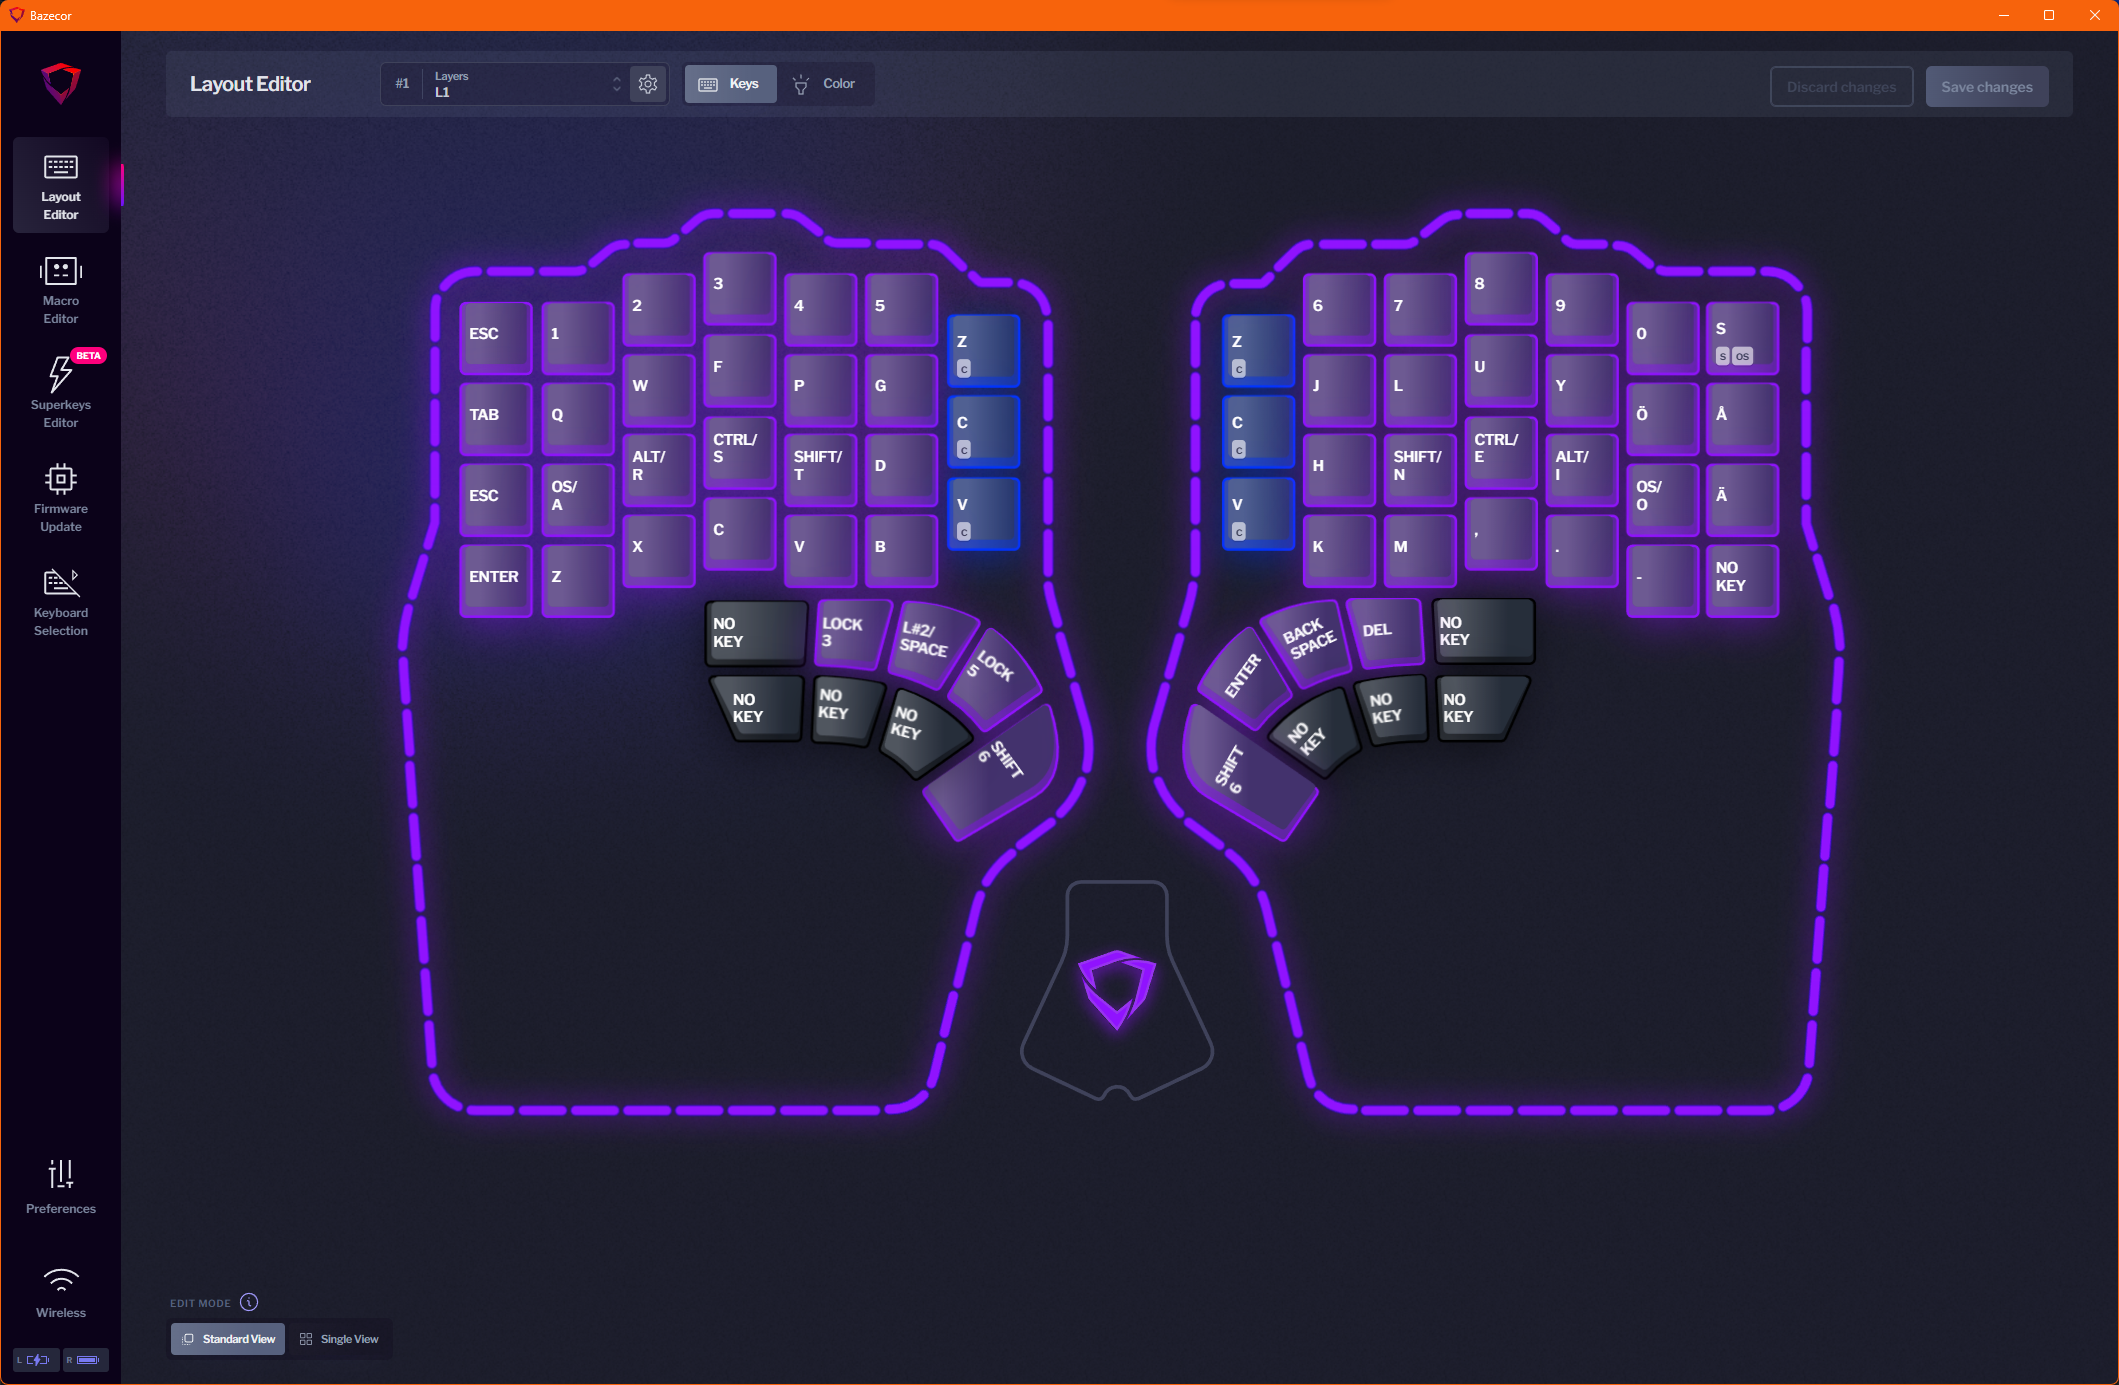 Bazecor
Layout Editor
#1
Layers
L1
Keys
Color
Discard changes
Save changes
Layout
Editor
Macro
Editor
BETA
Superkeys
Editor
Firmware
Update
Keyboard
Selection
Preferences
Wireless
L
R
ESC
1
2
3
4
5
Z
C
TAB
Q
W
F
P
G
C
C
ESC
OS/
A
ALT/
R
CTRL/
S
SHIFT/
T
D
V
C
ENTER
Z
X
C
V
B
NO
KEY
LOCK
3
L#2/
SPACE
LOCK
5
NO
KEY
NO
KEY
NO
KEY
SHIFT
6
Z
C
6
7
8
9
0
S
S
OS
C
C
J
L
U
Y
Ö
Å
V
C
H
SHIFT/
N
CTRL/
E
ALT/
I
OS/
O
Ä
K
M
,
.
-
NO
KEY
ENTER
BACK
SPACE
DEL
NO
KEY
SHIFT
6
NO
KEY
NO
KEY
NO
KEY
EDIT MODE
i
Standard View
Single View